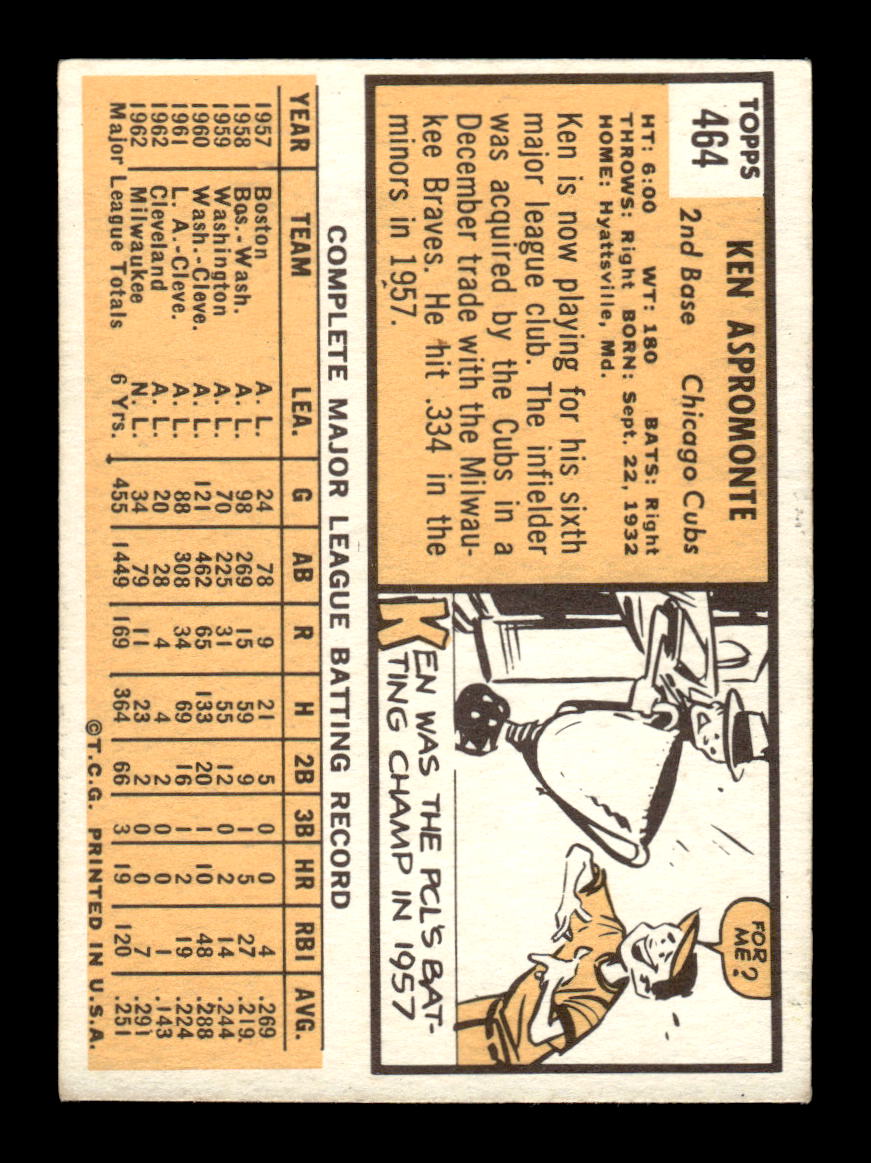 TOPPS
464
KEN ASPROMONTE
2nd Base Chicago Cubs
HT: 6:00 WT: 180 BATS: Right
THROWS: Right BORN: Sept. 22, 1932
HOME: Hyattsville, Md.
Ken is now playing for his sixth
major league club. The infielder
was acquired by the Cubs in a
December trade with the Milwau-
kee Braves. He hit .334 in the
minors in 1957.
FOR
ME?
KEN WAS THE PCL'S BAT-
TING CHAMP IN 1957
COMPLETE MAJOR LEAGUE BATTING RECORD
YEAR TEAM LEA. G AB R H 2B 3B HR RBI AVG.
1957 Boston A. L. 24 78 9 21 5 0 0 4 .269
1958 Bos.-Wash. A. L. 98 269 15 59 9 1 5 27 .219
1959 Washington A. L. 70 225 31 55 12 0 2 14 .244
1960 Wash.-Cleve. A. L. 121 462 65 133 20 1 10 48 .288
1961 L. A.-Cleve. A. L. 88 308 34 69 16 1 2 19 .224
1962 Cleveland A. L. 20 28 4 4 2 0 0 1 .143
1962 Milwaukee N. L. 34 79 11 23 2 0 0 7 .291
Major League Totals 6 Yrs. 455 1449 169 364 66 3 19 120 .251
©T.C.G. PRINTED IN U.S.A.